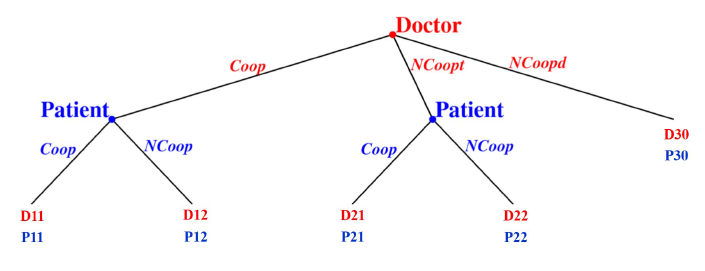 Doctor
Coop NCoopt NCoopd
Patient Patient
Coop NCoop Coop NCoop
D30
P30
D11 D12 D21 D22
P11 P12 P21 P22